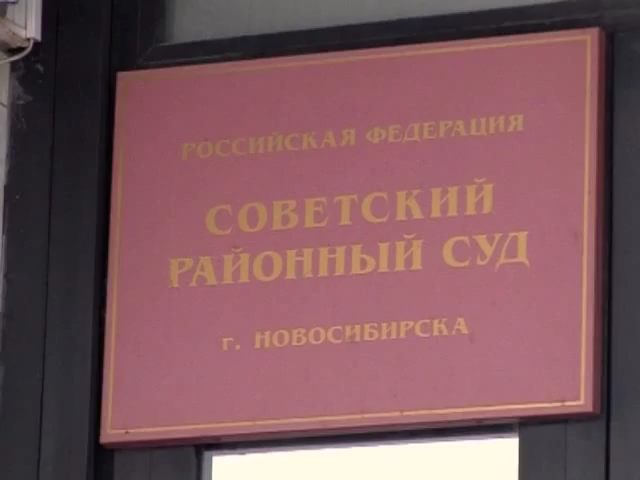 РОССИЙСКАЯ ФЕДЕРАЦИЯ
СОВЕТСКИЙ
РАЙОННЫЙ СУД
г. НОВОСИБИРСКА